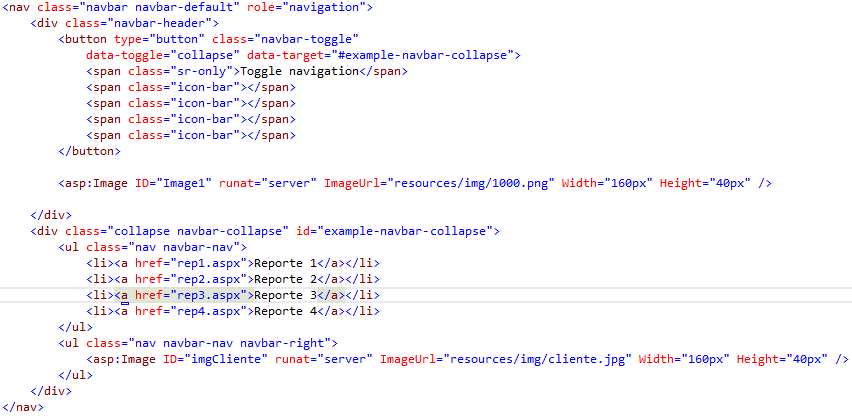 <nav class="navbar navbar-default" role="navigation">
    <div class="navbar-header">
        <button type="button" class="navbar-toggle"
            data-toggle="collapse" data-target="#example-navbar-collapse">
            <span class="sr-only">Toggle navigation</span>
            <span class="icon-bar"></span>
            <span class="icon-bar"></span>
            <span class="icon-bar"></span>
            <span class="icon-bar"></span>
        </button>
        <asp:Image ID="Image1" runat="server" ImageUrl="resources/img/1000.png" Width="160px" Height="40px" />
    </div>
    <div class="collapse navbar-collapse" id="example-navbar-collapse">
        <ul class="nav navbar-nav">
            <li><a href="rep1.aspx">Reporte 1</a></li>
            <li><a href="rep2.aspx">Reporte 2</a></li>
            <li><a href="rep3.aspx">Reporte 3</a></li>
            <li><a href="rep4.aspx">Reporte 4</a></li>
        </ul>
        <ul class="nav navbar-nav navbar-right">
            <asp:Image ID="imgCliente" runat="server" ImageUrl="resources/img/cliente.jpg" Width="160px" Height="40px" />
        </ul>
    </div>
</nav>